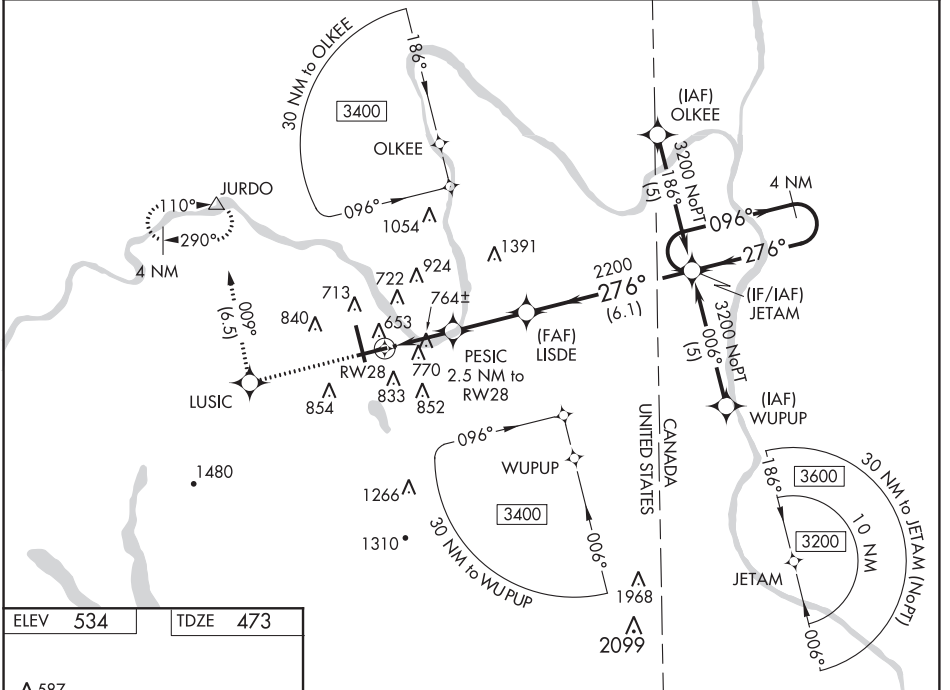 30 NM to OLKEE
186°
3400
OLKEE
096°
(IAF)
OLKEE
3200 NoPT
186°
(5)
4 NM
096°
276°
JURDO
110°
290°
4 NM
1054
1391
2200
276°
(6.1)
(IF/IAF)
JETAM
924
722
713
764±
009°
(6.5)
840
653
(FAF)
LISDE
3200 NoPT
006°
(5)
PESIC
2.5 NM to
RW28
RW28
770
LUSIC
854
833
852
(IAF)
WUPUP
CANADA
UNITED STATES
096°
WUPUP
1480
1266
3400
006°
30 NM to WUPUP
1310
186°
3600
30 NM to JETAM (NoPT)
3200
10 NM
JETAM
006°
1968
2099
ELEV 534
TDZE 473
587